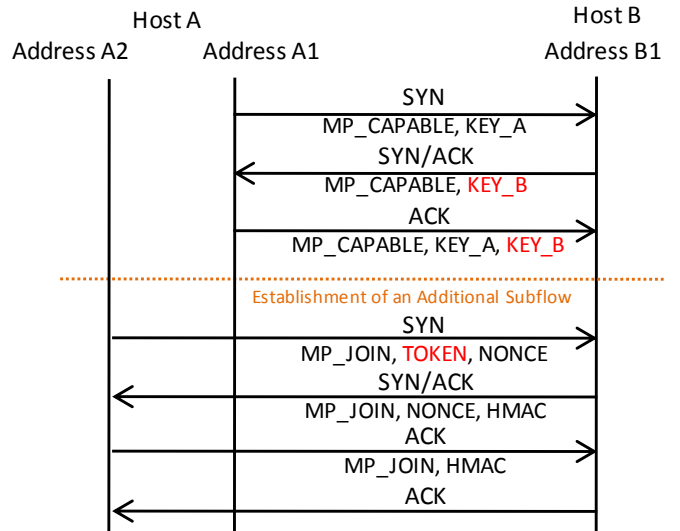 Host A
Host B
Address A2
Address A1
Address B1
SYN
MP_CAPABLE, KEY_A
SYN/ACK
MP_CAPABLE, KEY_B
ACK
MP_CAPABLE, KEY_A, KEY_B
Establishment of an Additional Subflow
SYN
MP_JOIN, TOKEN, NONCE
SYN/ACK
MP_JOIN, NONCE, HMAC
ACK
MP_JOIN, HMAC
ACK